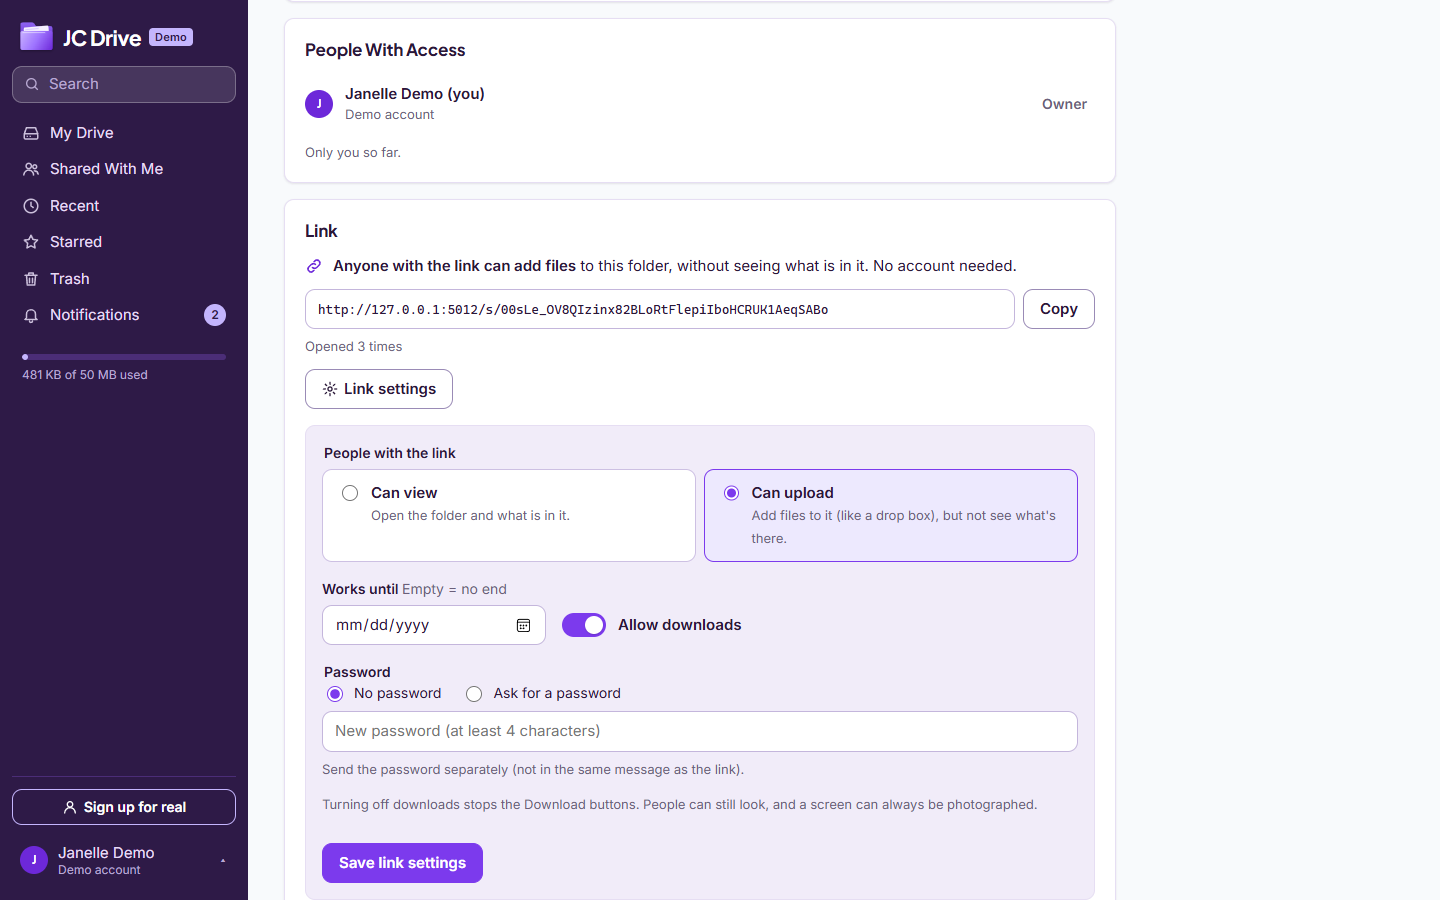 JC Drive Demo
Search
My Drive
Shared With Me
Recent
Starred
Trash
Notifications 2
481 KB of 50 MB used
Sign up for real
J
Janelle Demo
Demo account
People With Access
J
Janelle Demo (you)
Demo account
Owner
Only you so far.
Link
Anyone with the link can add files to this folder, without seeing what is in it. No account needed.
http://127.0.0.1:5012/s/00sLe_OV8QIzinx82BLoRtFlepiIboHCRUK1AeqSABo
Copy
Opened 3 times
Link settings
People with the link
Can view
Open the folder and what is in it.
Can upload
Add files to it (like a drop box), but not see what's
there.
Works until Empty = no end
mm/dd/yyyy
Allow downloads
Password
No password
Ask for a password
New password (at least 4 characters)
Send the password separately (not in the same message as the link).
Turning off downloads stops the Download buttons. People can still look, and a screen can always be photographed.
Save link settings